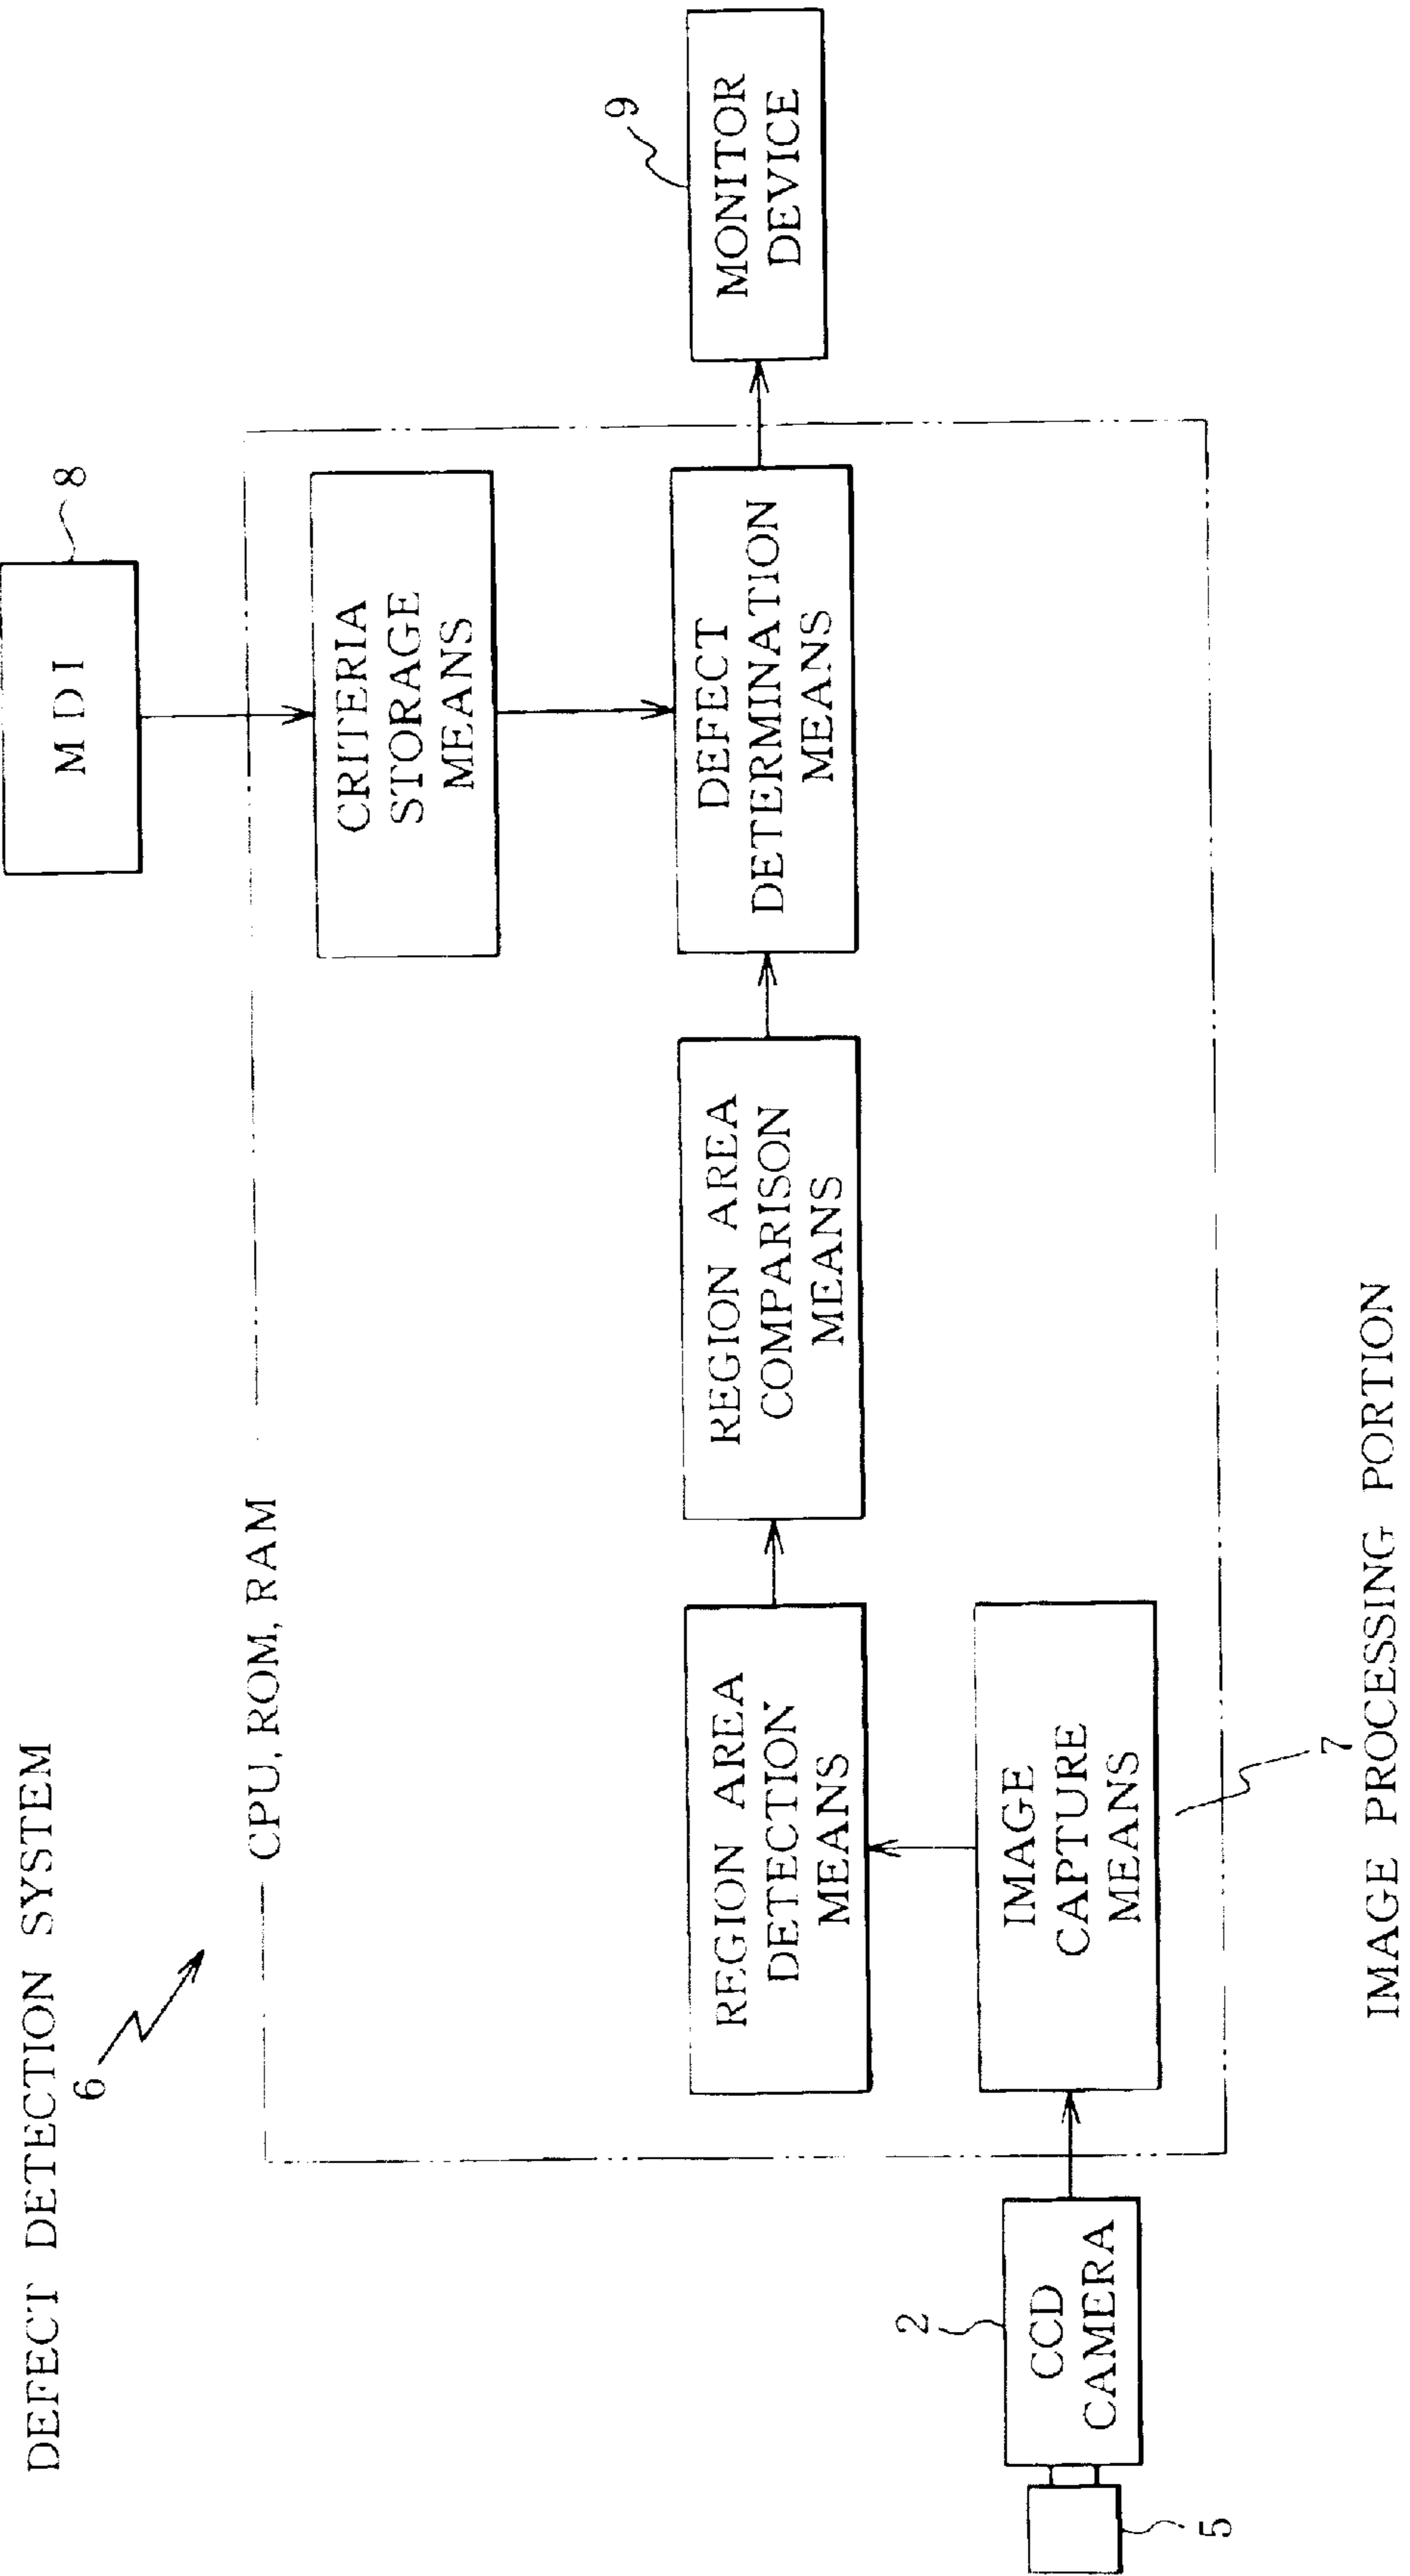 DEFECT DETECTION SYSTEM
6
CPU, ROM, RAM
M D I
8
CRITERIA
STORAGE
MEANS
9
MONITOR
DEVICE
REGION AREA
DETECTION
MEANS
REGION AREA
COMPARISON
MEANS
DEFECT
DETERMINATION
MEANS
5
2
CCD
CAMERA
IMAGE
CAPTURE
MEANS
7
IMAGE PROCESSING PORTION